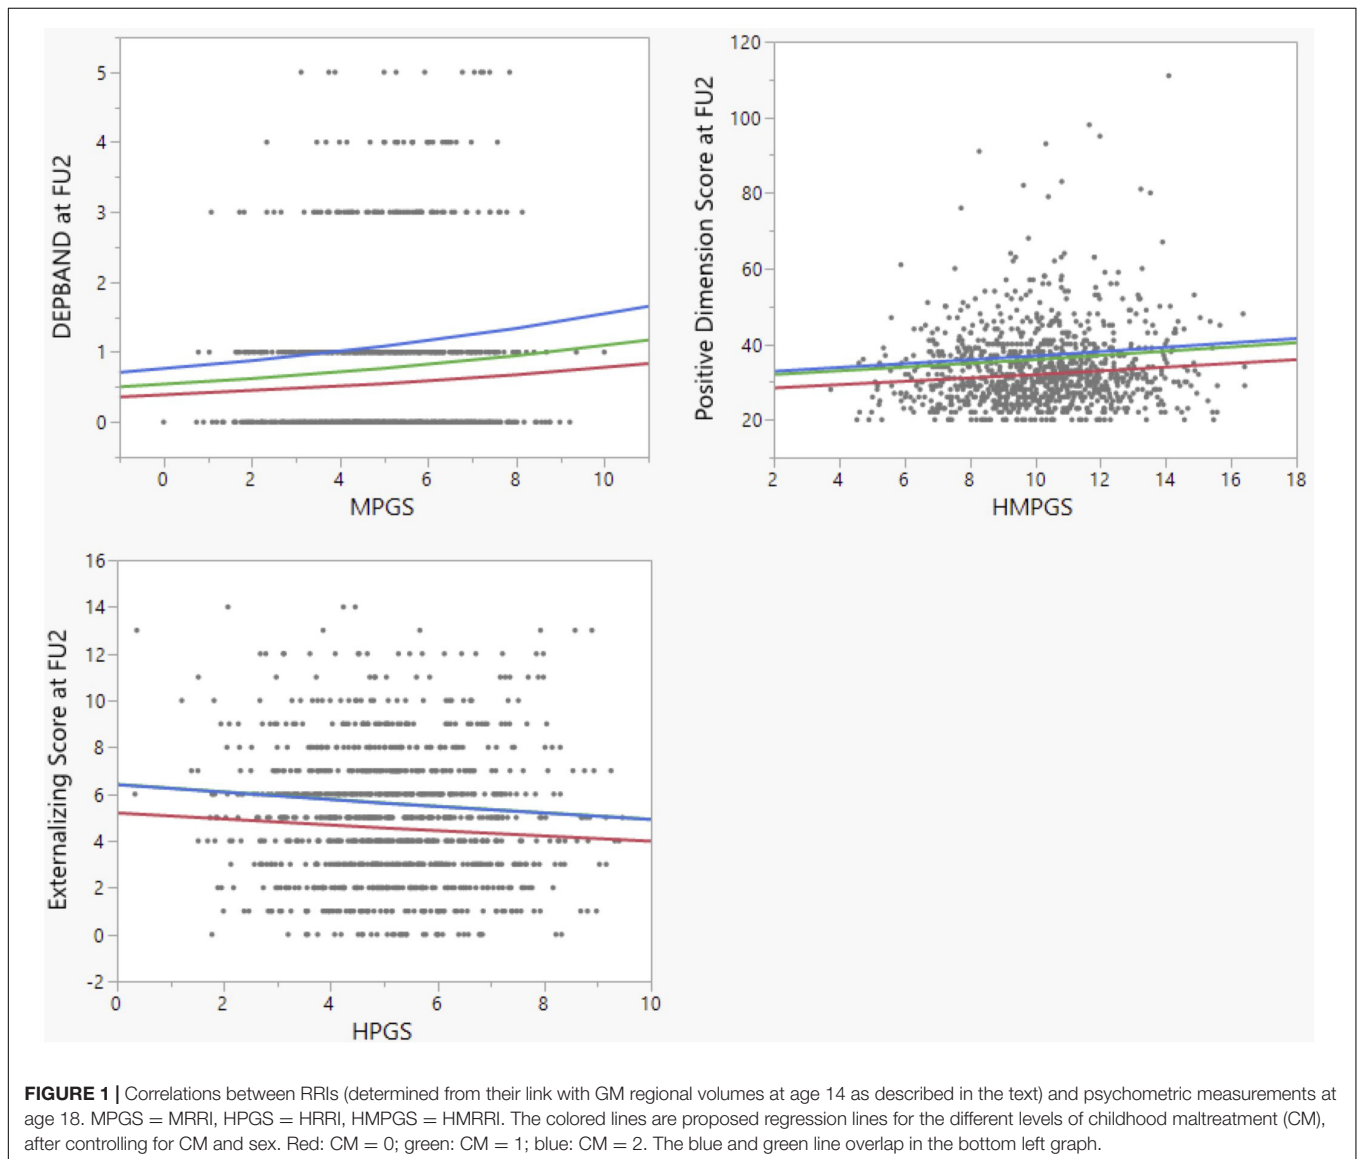 5
4
3
2
1
0
DEPBAND at FU2
0 2 4 6 8 10
MPGS
120
100
80
60
40
20
Positive Dimension Score at FU2
2 4 6 8 10 12 14 16 18
HMPGS
16
14
12
10
8
6
4
2
0
-2
Externalizing Score at FU2
0 2 4 6 8 10
HPGS
FIGURE 1 | Correlations between RRIs (determined from their link with GM regional volumes at age 14 as described in the text) and psychometric measurements at
age 18. MPGS = MRRI, HPGS = HRRI, HMPGS = HMRRI. The colored lines are proposed regression lines for the different levels of childhood maltreatment (CM),
after controlling for CM and sex. Red: CM = 0; green: CM = 1; blue: CM = 2. The blue and green line overlap in the bottom left graph.